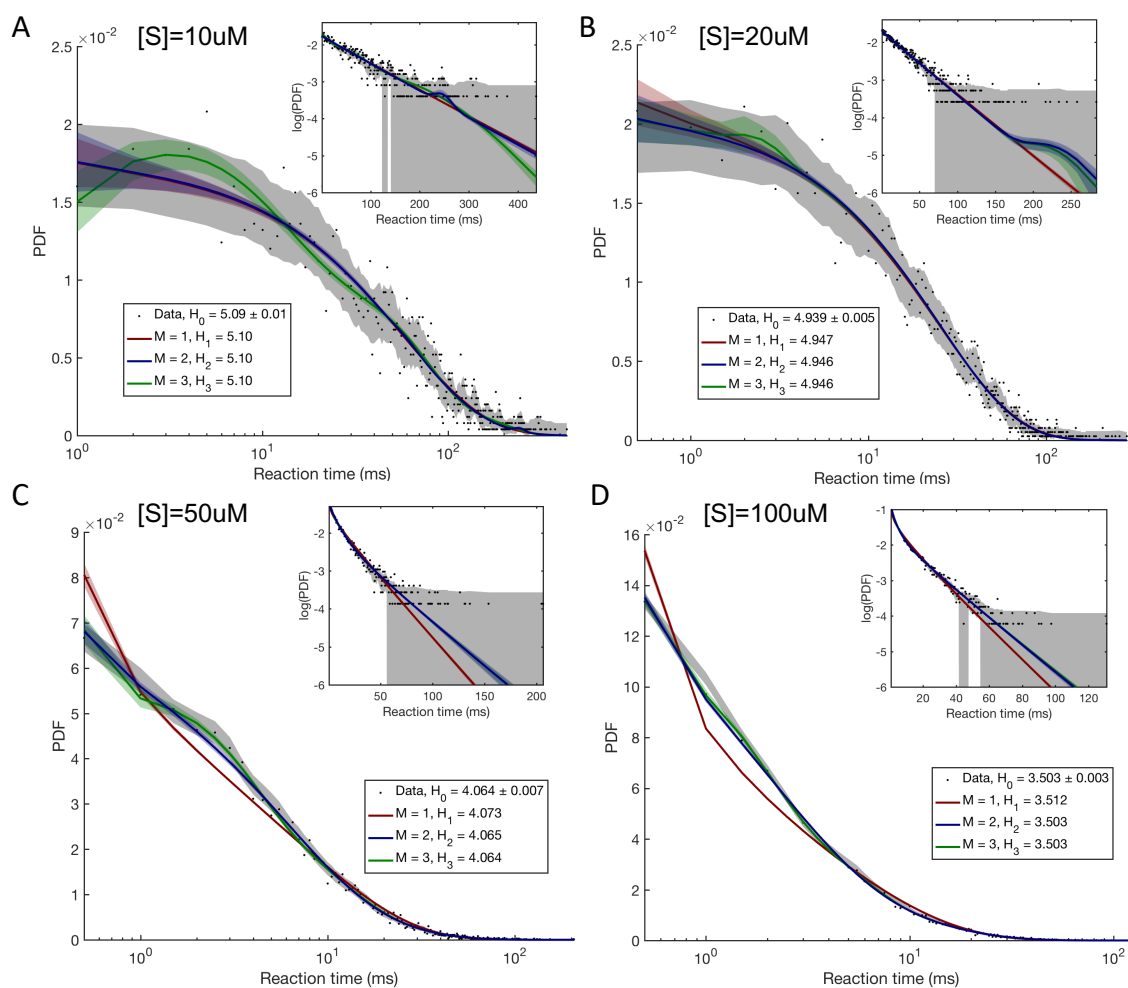 A
[S]=10uM
×10⁻²
2.5
2
1.5
1
0.5
0
PDF
10⁰
10¹
10²
Reaction time (ms)
Data, H₀ = 5.09 ± 0.01
M = 1, H₁ = 5.10
M = 2, H₂ = 5.10
M = 3, H₃ = 5.10
log(PDF)
-2
-3
-4
-5
-6
100 200 300 400
Reaction time (ms)
B
[S]=20uM
×10⁻²
2.5
2
1.5
1
0.5
0
PDF
10⁰
10¹
10²
Reaction time (ms)
Data, H₀ = 4.939 ± 0.005
M = 1, H₁ = 4.947
M = 2, H₂ = 4.946
M = 3, H₃ = 4.946
log(PDF)
-2
-3
-4
-5
-6
50 100 150 200 250
Reaction time (ms)
C
[S]=50uM
×10⁻²
9
8
7
6
5
4
3
2
1
0
PDF
10⁰
10¹
10²
Reaction time (ms)
Data, H₀ = 4.064 ± 0.007
M = 1, H₁ = 4.073
M = 2, H₂ = 4.065
M = 3, H₃ = 4.064
log(PDF)
-2
-3
-4
-5
-6
50 100 150 200
Reaction time (ms)
D
[S]=100uM
×10⁻²
16
14
12
10
8
6
4
2
0
PDF
10⁰
10¹
10²
Reaction time (ms)
Data, H₀ = 3.503 ± 0.003
M = 1, H₁ = 3.512
M = 2, H₂ = 3.503
M = 3, H₃ = 3.503
log(PDF)
-1
-2
-3
-4
-5
-6
20 40 60 80 100 120
Reaction time (ms)